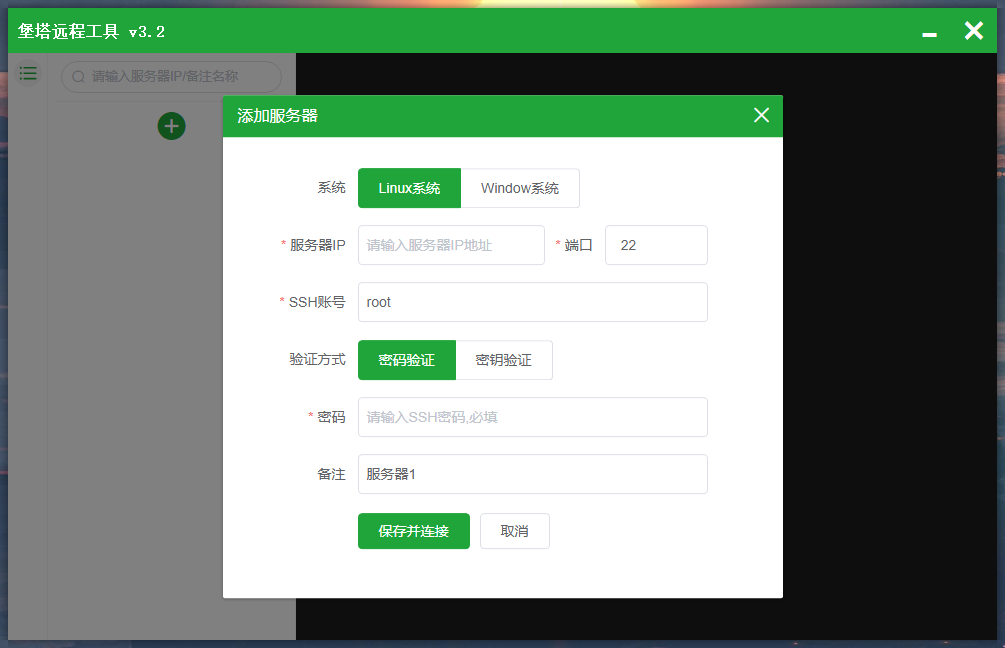 堡塔远程工具 v3.2
请输入服务器IP/备注名称
添加服务器
系统 Linux系统 Window系统
* 服务器IP 请输入服务器IP地址 * 端口 22
* SSH账号 root
验证方式 密码验证 密钥验证
* 密码 请输入SSH密码,必填
备注 服务器1
保存并连接 取消